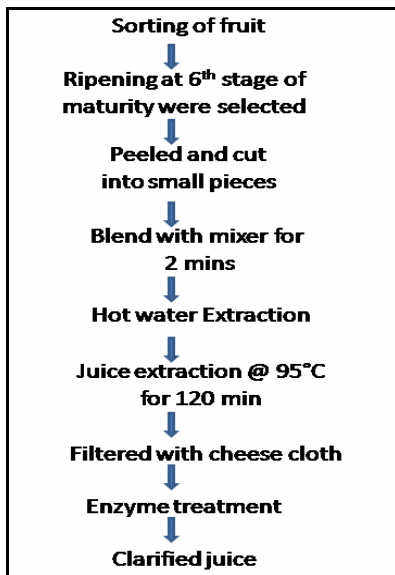 Sorting of fruit
Ripening at 6th stage of
maturity were selected
Peeled and cut
into small pieces
Blend with mixer for
2 mins
Hot water Extraction
Juice extraction @ 95°C
for 120 min
Filtered with cheese cloth
Enzyme treatment
Clarified juice